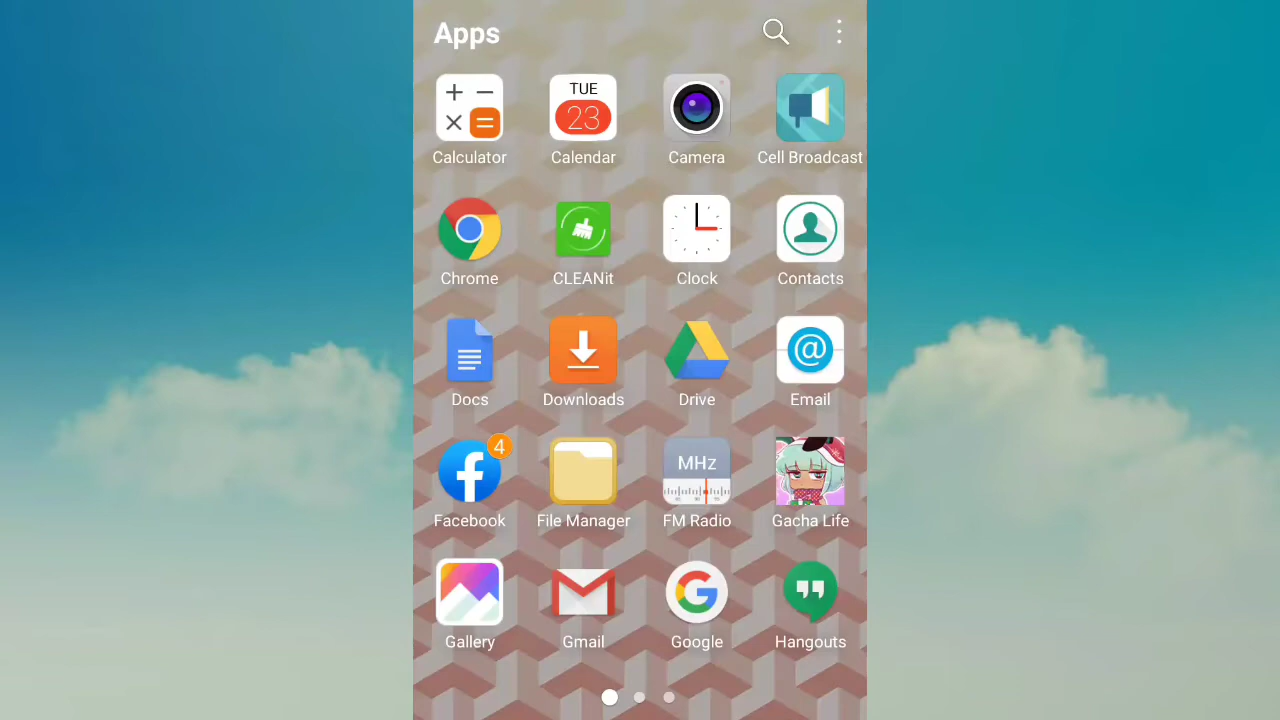 Apps
TUE
23
Calculator Calendar Camera Cell Broadcast
Chrome CLEANit Clock Contacts
@
Docs Downloads Drive Email
4
MHz
Facebook File Manager FM Radio Gacha Life
Gallery Gmail Google Hangouts